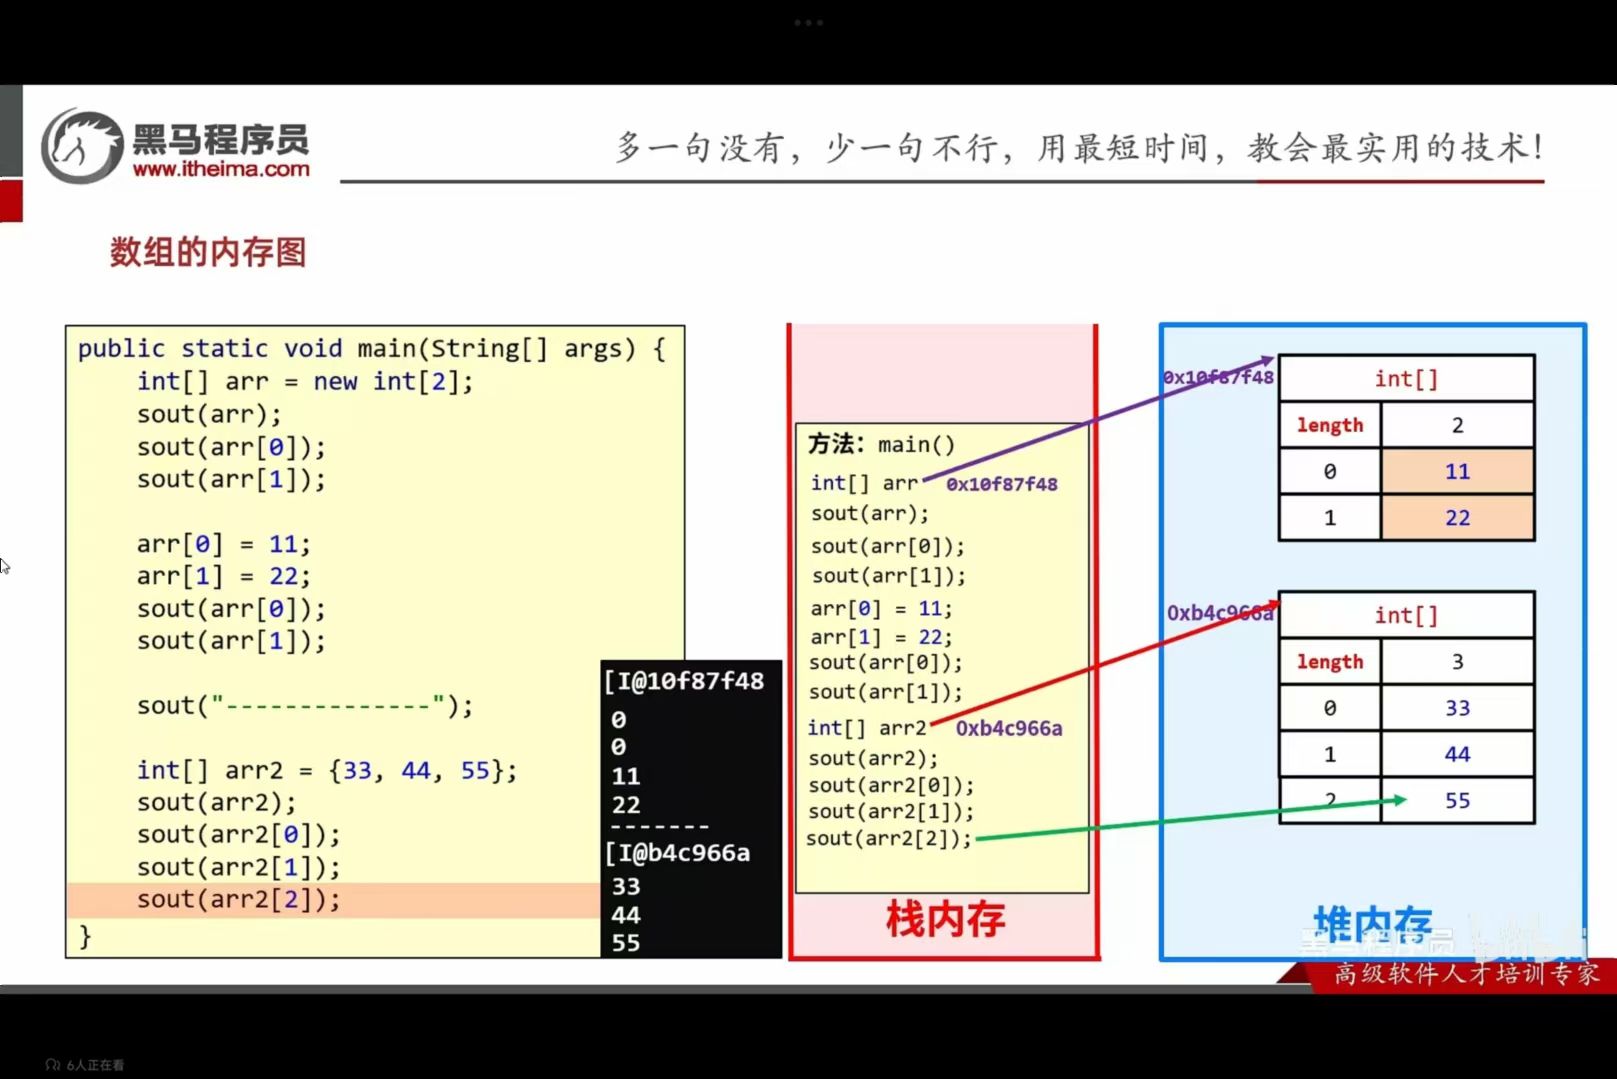 黑马程序员
www.itheima.com
多一句没有，少一句不行，用最短时间，教会最实用的技术！
数组的内存图
public static void main(String[] args) {
int[] arr = new int[2];
sout(arr);
sout(arr[0]);
sout(arr[1]);
arr[0] = 11;
arr[1] = 22;
sout(arr[0]);
sout(arr[1]);
sout("--------------");
int[] arr2 = {33, 44, 55};
sout(arr2);
sout(arr2[0]);
sout(arr2[1]);
sout(arr2[2]);
}
[I@10f87f48
0
0
11
22
-------
[I@b4c966a
33
44
55
方法：main()
int[] arr 0x10f87f48
sout(arr);
sout(arr[0]);
sout(arr[1]);
arr[0] = 11;
arr[1] = 22;
sout(arr[0]);
sout(arr[1]);
int[] arr2 0xb4c966a
sout(arr2);
sout(arr2[0]);
sout(arr2[1]);
sout(arr2[2]);
栈内存
0x10f87f48
int[]
length 2
0 11
1 22
0xb4c966a
int[]
length 3
0 33
1 44
2 55
堆内存
黑马程序员 bilibili
高级软件人才培训专家
6人正在看